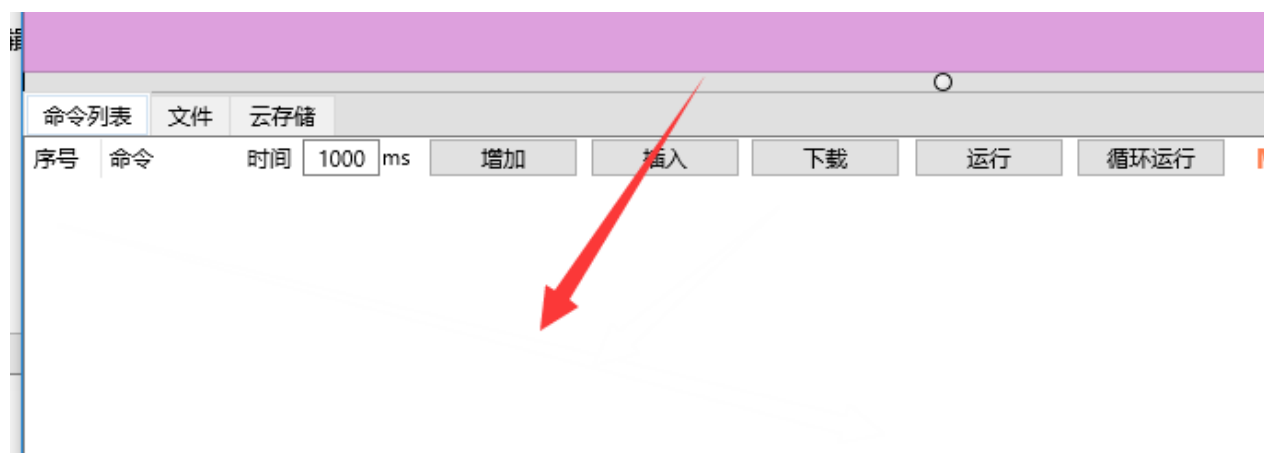 命令列表 文件 云存储
序号 命令 时间 1000 ms 增加 插入 下载 运行 循环运行